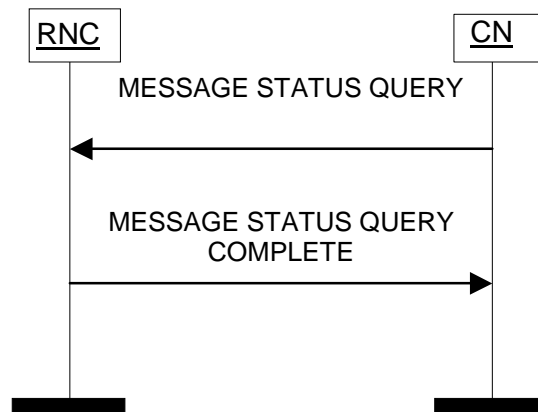 RNC
CN
MESSAGE STATUS QUERY
MESSAGE STATUS QUERY
COMPLETE